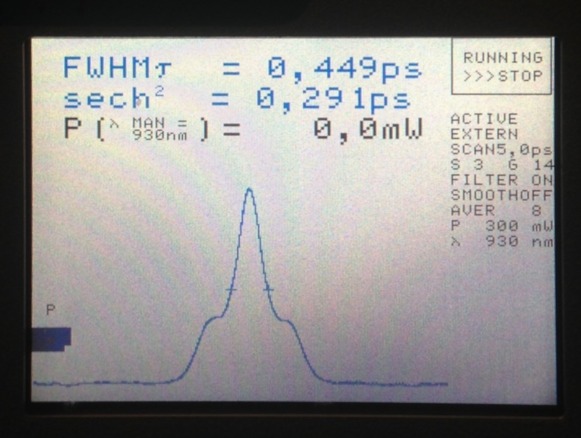 FWHMτ = 0,449ps
sech² = 0,291ps
P (λ MAN = 930nm) = 0,0mW
RUNNING
>>>STOP
ACTIVE
EXTERN
SCAN5,0ps
S 3 G 14
FILTER ON
SMOOTHOFF
AVER 8
P 300 mW
λ 930 nm
P